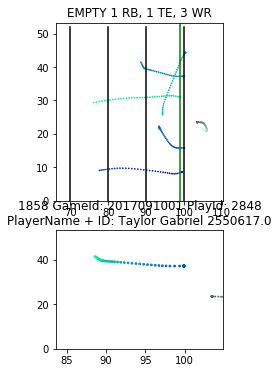 EMPTY 1 RB, 1 TE, 3 WR
50
40
30
20
10
0
70 80 90 100 110
1858 GameId: 2017091001 PlayId: 2848
PlayerName + ID: Taylor Gabriel 2550617.0
40
20
0
85 90 95 100